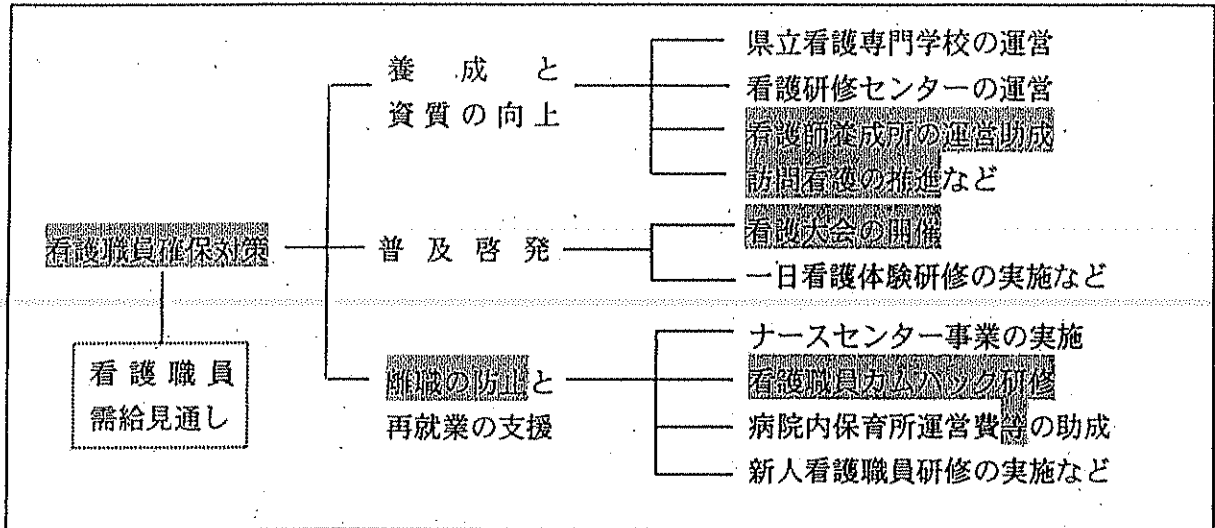 県立看護専門学校の運営
養成と
資質の向上
看護研修センターの運営
看護師養成所の運営助成
訪問看護の推進など
看護職員確保対策
普及啓発
看護大会の開催
一日看護体験研修の実施など
看護職員
需給見通し
離職の防止と
再就業の支援
ナースセンター事業の実施
看護職員カムバック研修
病院内保育所運営費等の助成
新人看護職員研修の実施など